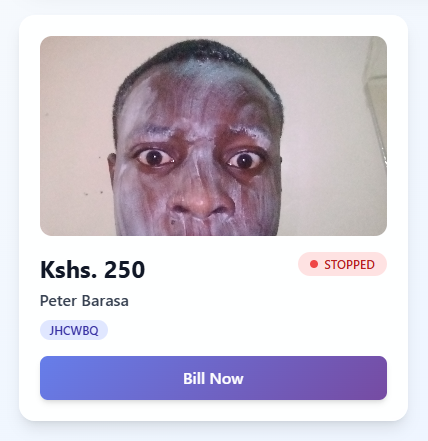 Kshs. 250
STOPPED
Peter Barasa
JHCWBQ
Bill Now